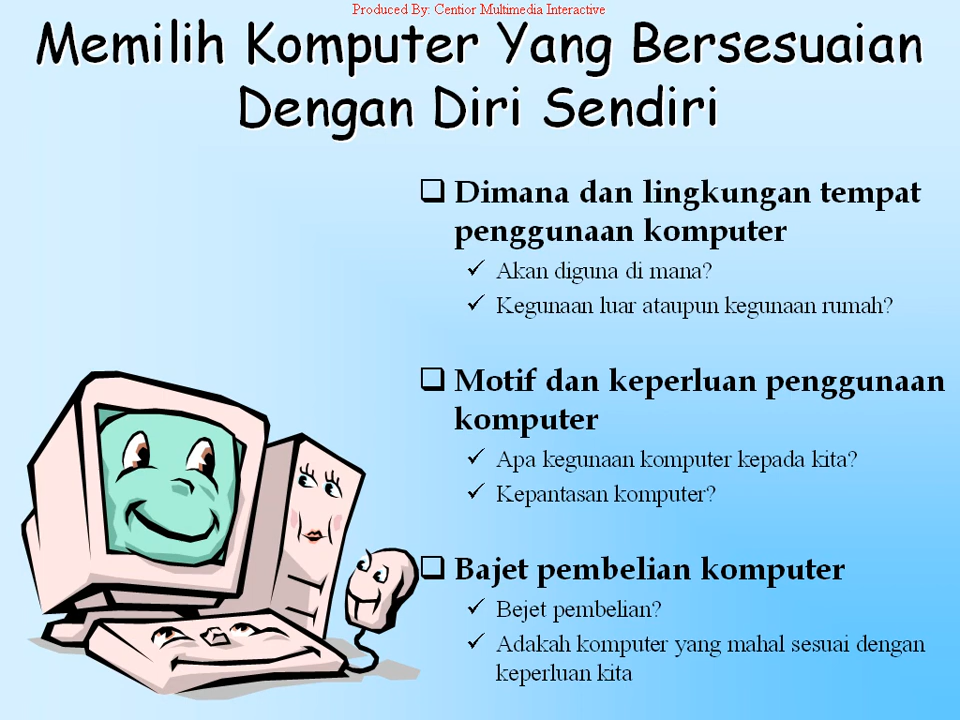 Produced By: Centior Multimedia Interactive
Memilih Komputer Yang Bersesuaian
Dengan Diri Sendiri
Dimana dan lingkungan tempat
penggunaan komputer
Akan diguna di mana?
Kegunaan luar ataupun kegunaan rumah?
Motif dan keperluan penggunaan
komputer
Apa kegunaan komputer kepada kita?
Kepantasan komputer?
Bajet pembelian komputer
Bejet pembelian?
Adakah komputer yang mahal sesuai dengan
keperluan kita